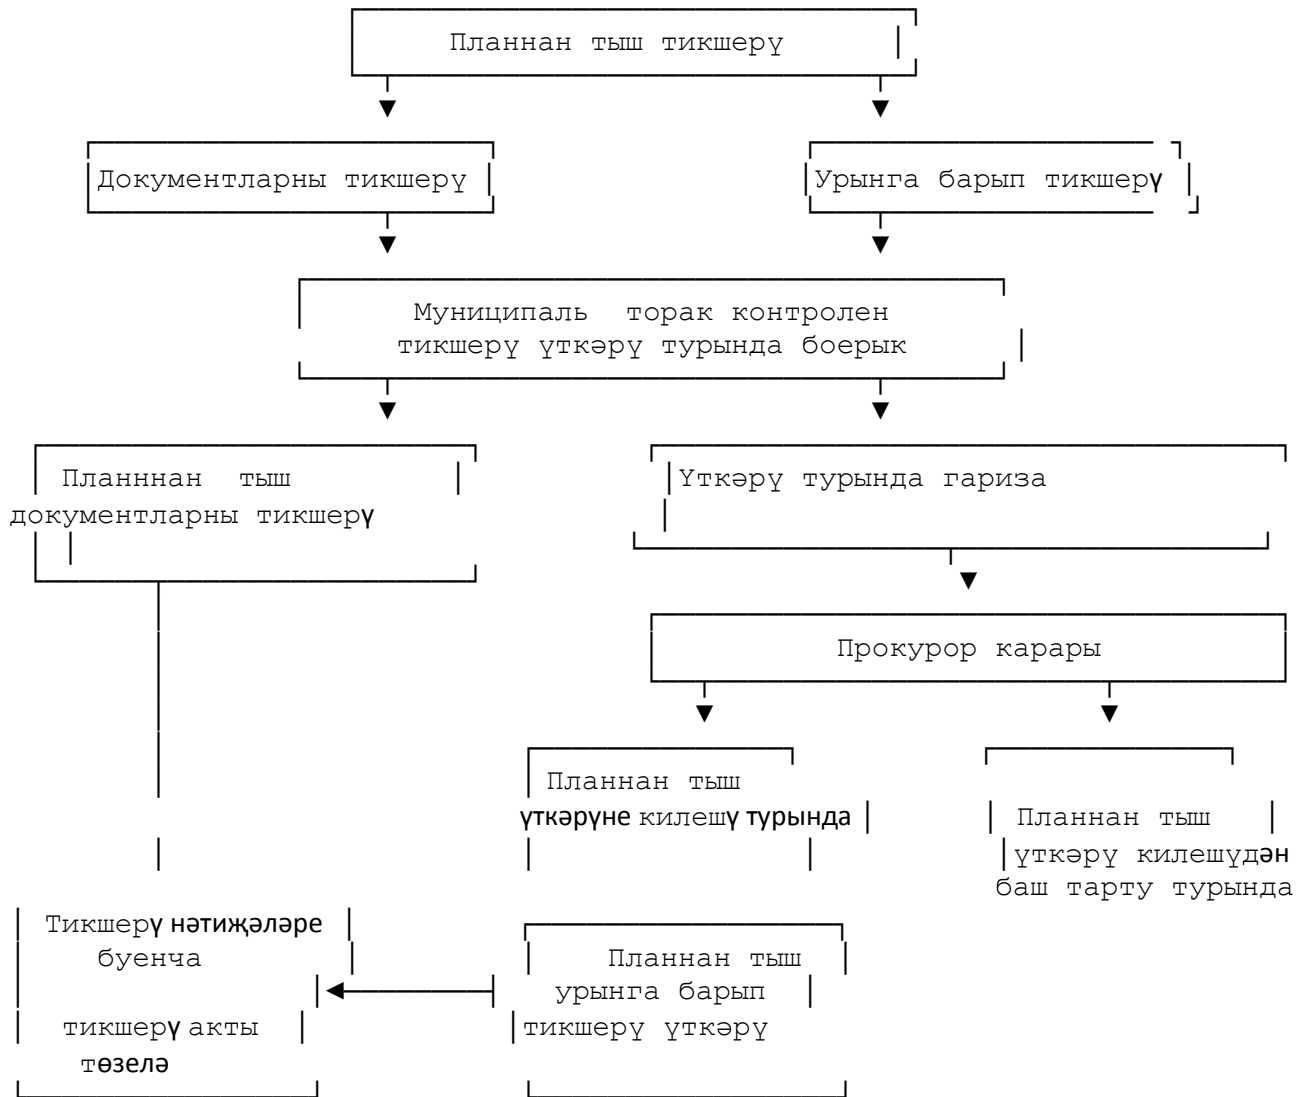 Планнан тыш тикшерү
Документларны тикшерү
Урынга барып тикшерү
Муниципаль торак контролен
тикшерү үткәрү турында боерык
Планннан тыш
документларны тикшерү
Үткәрү турында гариза
Прокурор карары
Планнан тыш
үткәрүне килешү турында
Планнан тыш
үткәрү килешүдән
баш тарту турында
Тикшерү нәтиҗәләре
буенча
тикшерү акты
төзелә
Планнан тыш
урынга барып
тикшерү үткәрү